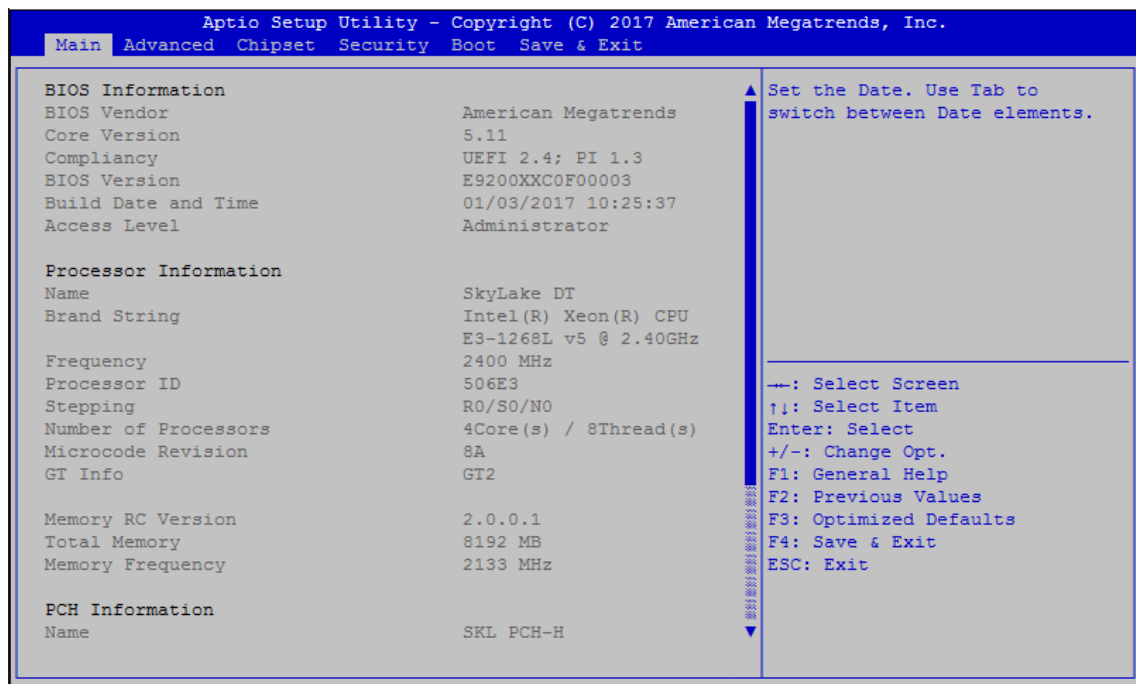 Aptio Setup Utility – Copyright (C) 2017 American Megatrends, Inc.
Main Advanced Chipset Security Boot Save & Exit
BIOS Information
BIOS Vendor American Megatrends
Core Version 5.11
Compliancy UEFI 2.4; PI 1.3
BIOS Version E9200XXC0F00003
Build Date and Time 01/03/2017 10:25:37
Access Level Administrator
Processor Information
Name SkyLake DT
Brand String Intel(R) Xeon(R) CPU
E3-1268L v5 @ 2.40GHz
Frequency 2400 MHz
Processor ID 506E3
Stepping R0/S0/N0
Number of Processors 4Core(s) / 8Thread(s)
Microcode Revision 8A
GT Info GT2
Memory RC Version 2.0.0.1
Total Memory 8192 MB
Memory Frequency 2133 MHz
PCH Information
Name SKL PCH-H
Set the Date. Use Tab to
switch between Date elements.
→←: Select Screen
↑↓: Select Item
Enter: Select
+/-: Change Opt.
F1: General Help
F2: Previous Values
F3: Optimized Defaults
F4: Save & Exit
ESC: Exit